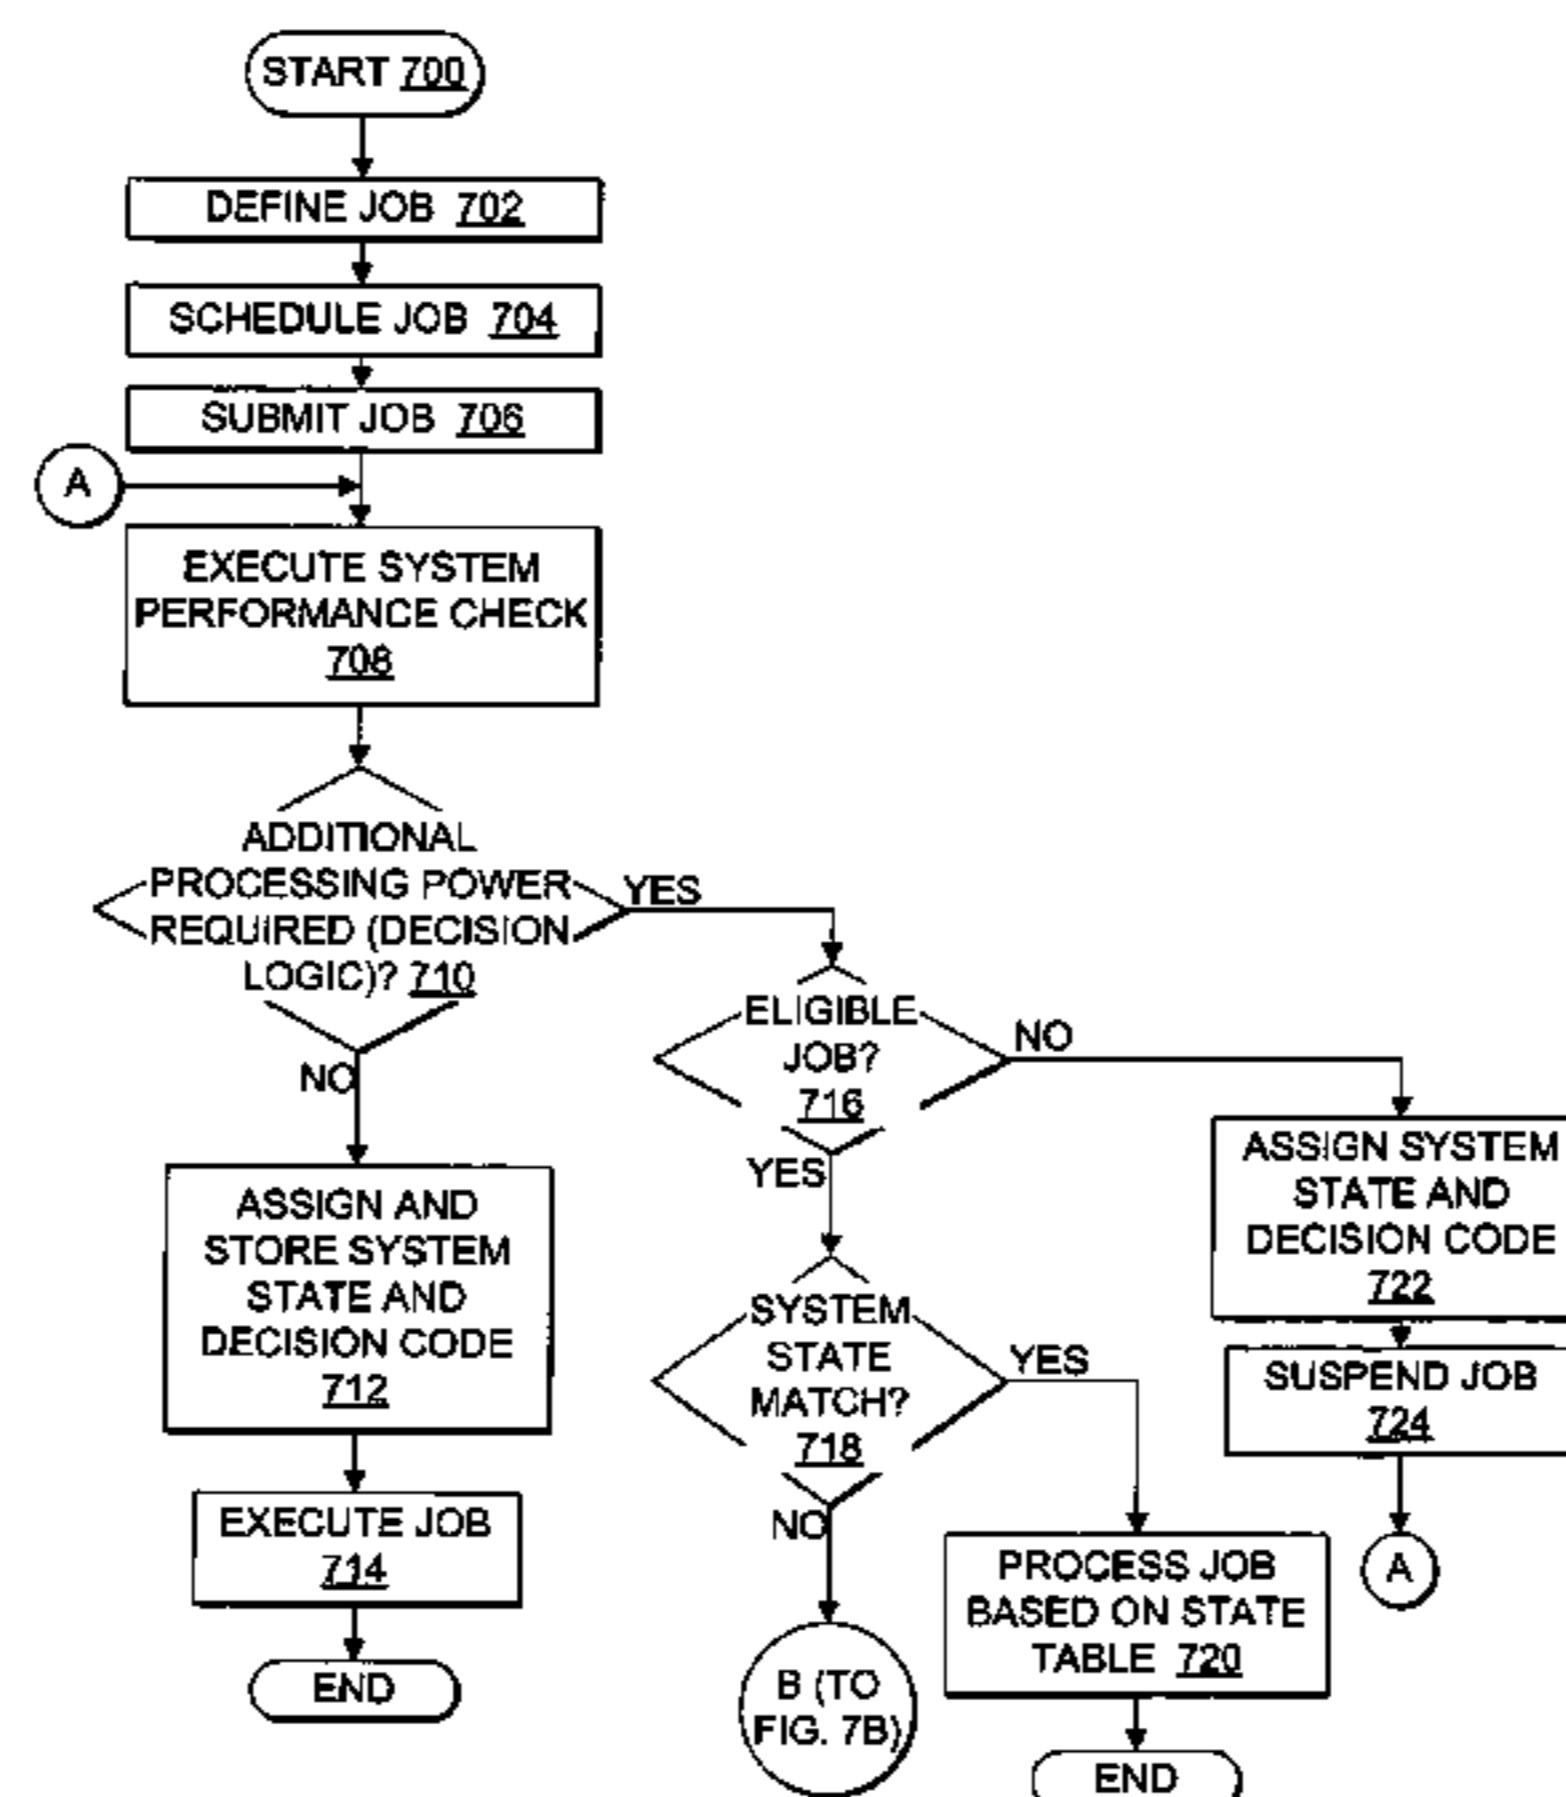 START 700
DEFINE JOB 702
SCHEDULE JOB 704
SUBMIT JOB 706
A
EXECUTE SYSTEM
PERFORMANCE CHECK
708
ADDITIONAL
PROCESSING POWER
REQUIRED (DECISION
LOGIC)? 710
YES
NO
ASSIGN AND
STORE SYSTEM
STATE AND
DECISION CODE
712
EXECUTE JOB
714
END
ELIGIBLE
JOB?
716
NO
YES
SYSTEM
STATE
MATCH?
718
YES
NO
B (TO
FIG. 7B)
PROCESS JOB
BASED ON STATE
TABLE 720
END
ASSIGN SYSTEM
STATE AND
DECISION CODE
722
SUSPEND JOB
724
A